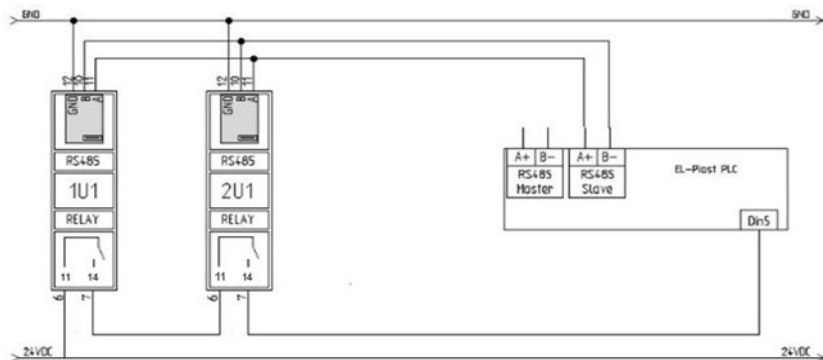 GND GND
12 10 11 12 10 11
GND B A GND B A
RS485 RS485
1U1 2U1
RELAY RELAY
11 14 11 14
6 7 6 7
A+ B- A+ B-
RS485 Master RS485 Slave
EL-Piast PLC
Din5
24VDC 24VDC